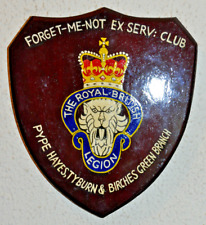 FORGET-ME-NOT EX SERV: CLUB
THE ROYAL BRITISH
LEGION
PYPE HAYES, TYBURN & BIRCHES GREEN BRANCH